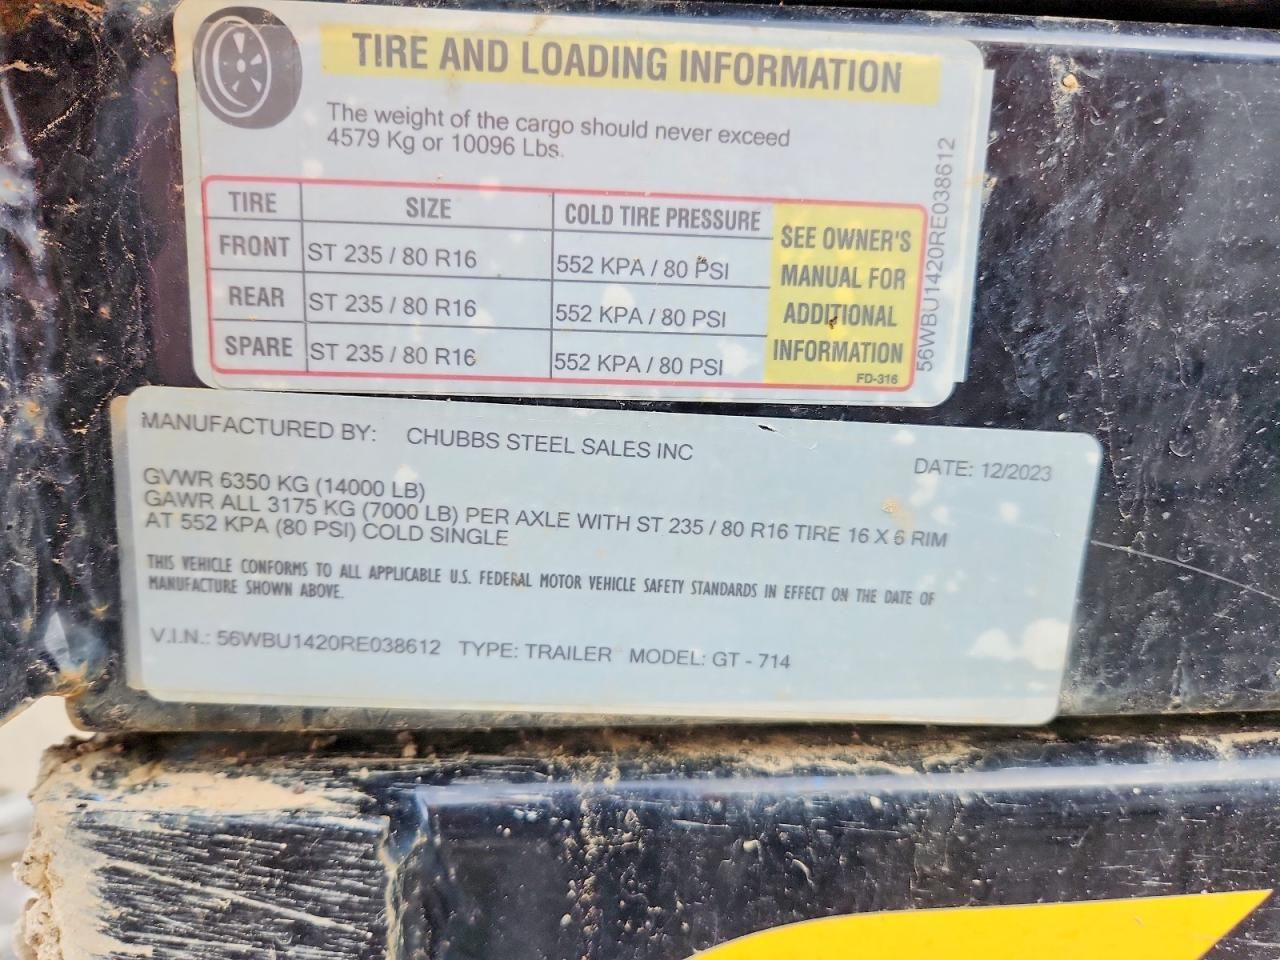 TIRE AND LOADING INFORMATION
The weight of the cargo should never exceed
4579 Kg or 10096 Lbs.
TIRE SIZE COLD TIRE PRESSURE
FRONT ST 235 / 80 R16 552 KPA / 80 PSI
REAR ST 235 / 80 R16 552 KPA / 80 PSI
SPARE ST 235 / 80 R16 552 KPA / 80 PSI
SEE OWNER'S
MANUAL FOR
ADDITIONAL
INFORMATION
FD-316
56WBU1420RE038612
MANUFACTURED BY: CHUBBS STEEL SALES INC
DATE: 12/2023
GVWR 6350 KG (14000 LB)
GAWR ALL 3175 KG (7000 LB) PER AXLE WITH ST 235 / 80 R16 TIRE 16 X 6 RIM
AT 552 KPA (80 PSI) COLD SINGLE
THIS VEHICLE CONFORMS TO ALL APPLICABLE U.S. FEDERAL MOTOR VEHICLE SAFETY STANDARDS IN EFFECT ON THE DATE OF
MANUFACTURE SHOWN ABOVE.
V.I.N.: 56WBU1420RE038612 TYPE: TRAILER MODEL: GT - 714